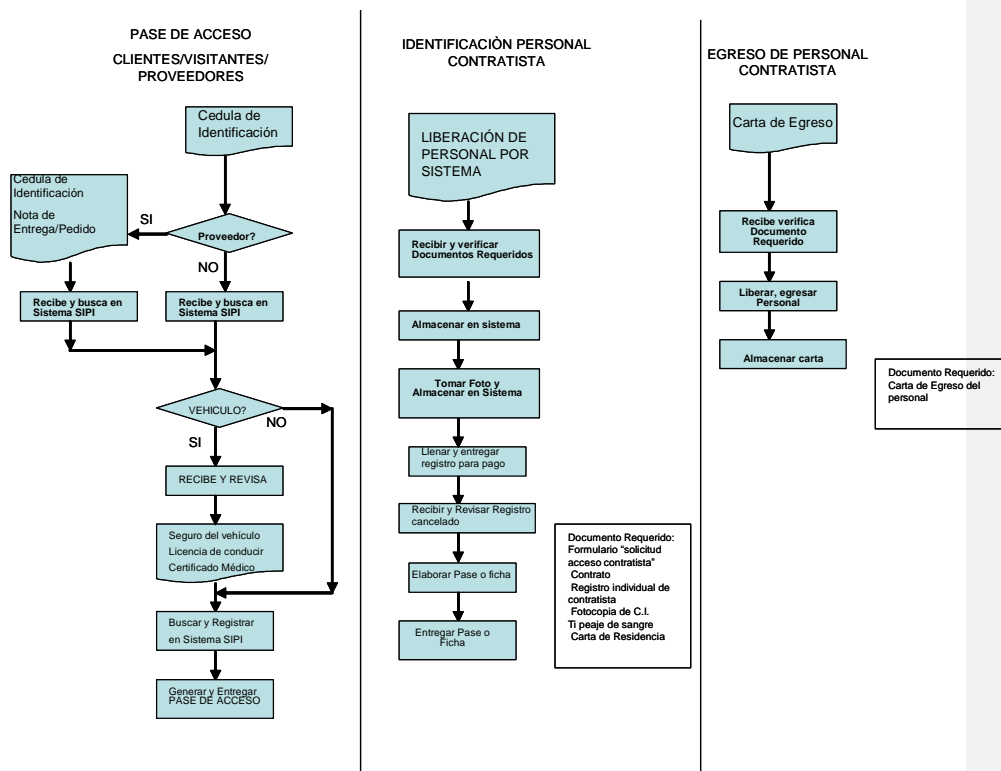 PASE DE ACCESO
CLIENTES/VISITANTES/
PROVEEDORES
Cedula de
Identificación
Cedula de
Identificación
Nota de
Entrega/Pedido
SI
Proveedor?
NO
Recibe y busca en
Sistema SIPI
Recibe y busca en
Sistema SIPI
VEHICULO?
NO
SI
RECIBE Y REVISA
Seguro del vehículo
Licencia de conducir
Certificado Médico
Buscar y Registrar
en Sistema SIPI
Generar y Entregar
PASE DE ACCESO
IDENTIFICACIÒN PERSONAL
CONTRATISTA
LIBERACIÓN DE
PERSONAL POR
SISTEMA
Recibir y verificar
Documentos Requeridos
Almacenar en sistema
Tomar Foto y
Almacenar en Sistema
Llenar y entregar
registro para pago
Recibir y Revisar Registro
cancelado
Elaborar Pase o ficha
Entregar Pase o
Ficha
Documento Requerido:
Formulario “solicitud
acceso contratista”
Contrato
Registro individual de
contratista
Fotocopia de C.I.
Ti peaje de sangre
Carta de Residencia
EGRESO DE PERSONAL
CONTRATISTA
Carta de Egreso
Recibe verifica
Documento
Requerido
Liberar, egresar
Personal
Almacenar carta
Documento Requerido:
Carta de Egreso del
personal